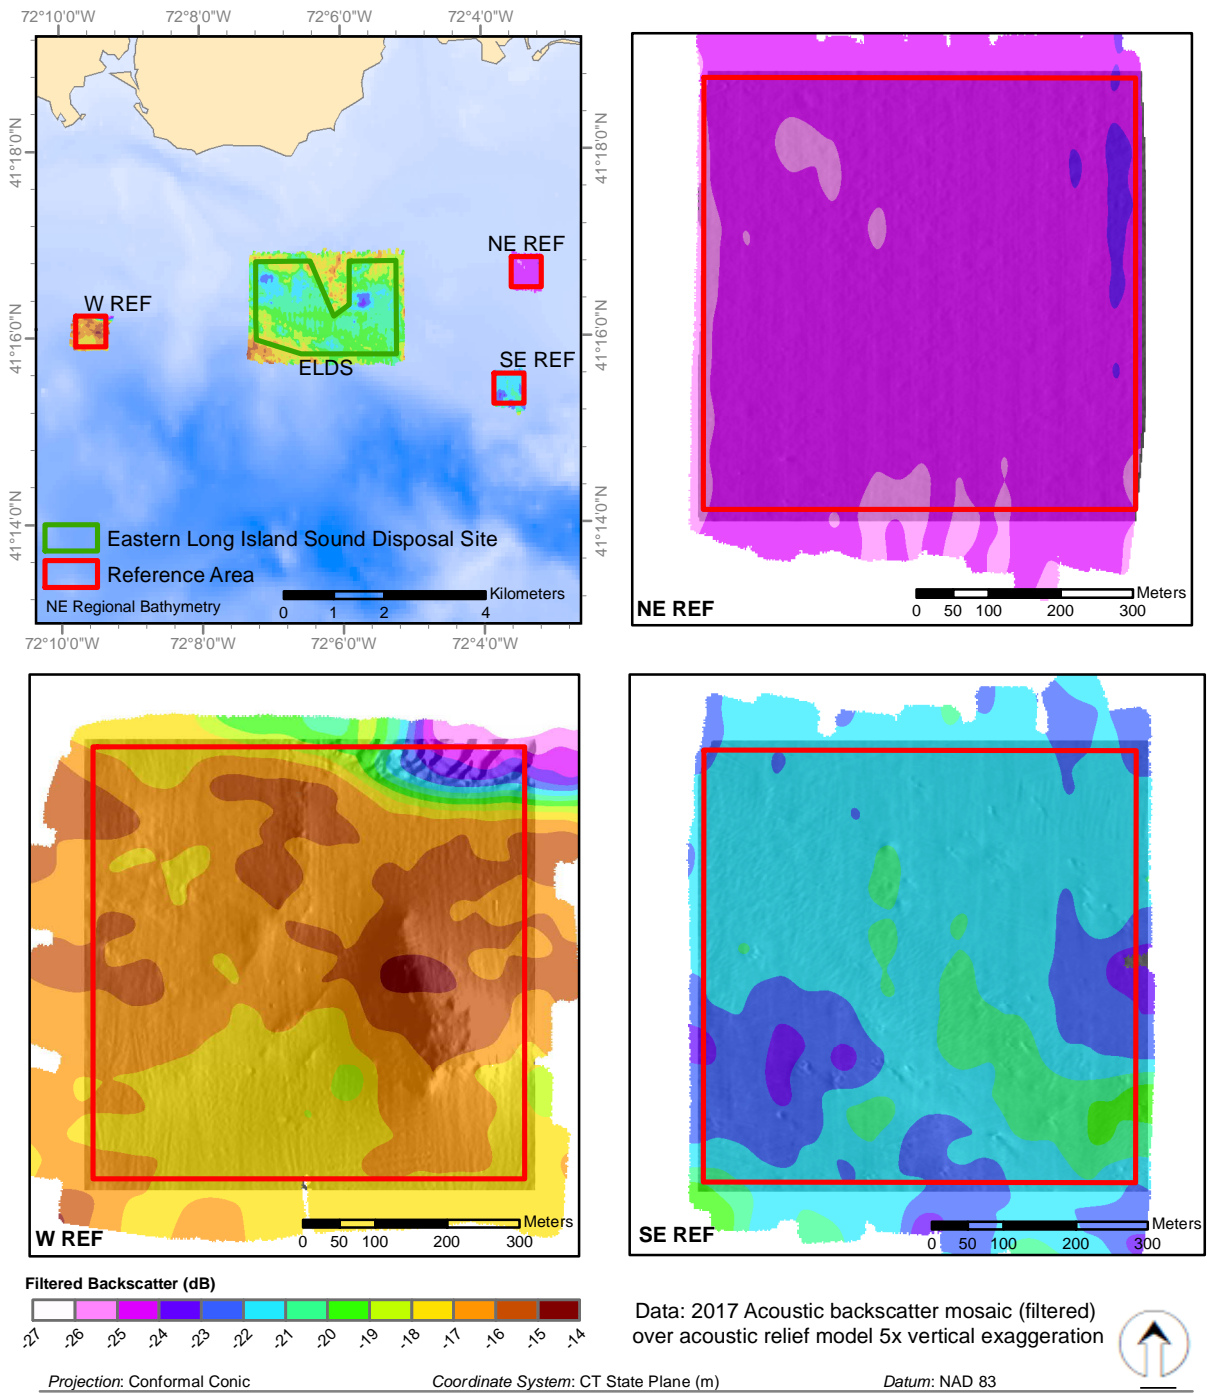 72°10'0"W 72°8'0"W 72°6'0"W 72°4'0"W
41°18'0"N
41°16'0"N
41°14'0"N
41°18'0"N
41°16'0"N
41°14'0"N
NE REF
W REF
SE REF
ELDS
Eastern Long Island Sound Disposal Site
Reference Area
NE Regional Bathymetry
Kilometers
0 1 2 4
72°10'0"W 72°8'0"W 72°6'0"W 72°4'0"W
Meters
0 50 100 200 300
NE REF
Meters
0 50 100 200 300
W REF
Meters
0 50 100 200 300
SE REF
Filtered Backscatter (dB)
-27 -26 -25 -24 -23 -22 -21 -20 -19 -18 -17 -16 -15 -14
Data: 2017 Acoustic backscatter mosaic (filtered)
over acoustic relief model 5x vertical exaggeration
Projection: Conformal Conic Coordinate System: CT State Plane (m) Datum: NAD 83